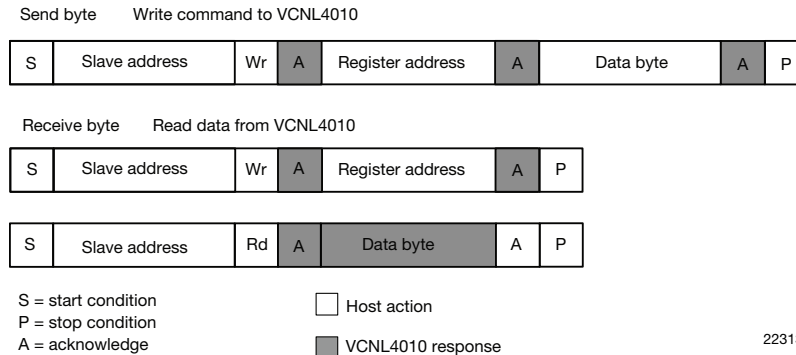 Send byte Write command to VCNL4010
S Slave address Wr A Register address A Data byte A P
Receive byte Read data from VCNL4010
S Slave address Wr A Register address A P
S Slave address Rd A Data byte A P
S = start condition
P = stop condition
A = acknowledge
Host action
VCNL4010 response